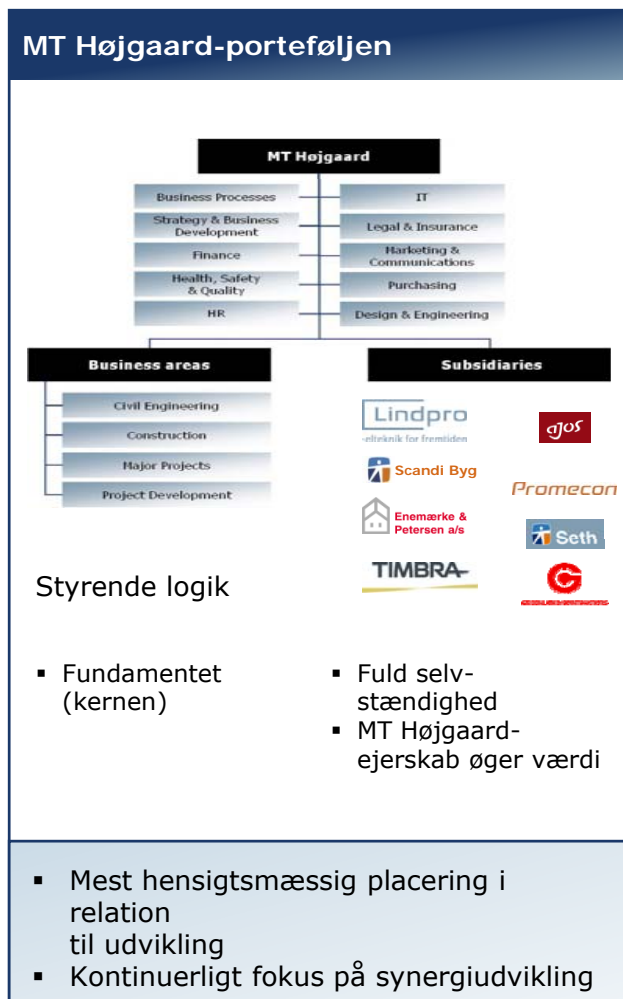 MT Højgaard-porteføljen
MT Højgaard
Business Processes
IT
Strategy & Business
Development
Legal & Insurance
Finance
Marketing &
Communications
Health, Safety
& Quality
Purchasing
HR
Design & Engineering
Business areas
Civil Engineering
Construction
Major Projects
Project Development
Subsidiaries
Lindpro
-elteknik for fremtiden
ajos
Scandi Byg
Promecon
Enemærke &
Petersen a/s
Seth
TIMBRA
G
Styrende logik
▪ Fundamentet
(kernen)
▪ Fuld selv-
stændighed
▪ MT Højgaard-
ejerskab øger værdi
▪ Mest hensigtsmæssig placering i
relation
til udvikling
▪ Kontinuerligt fokus på synergiudvikling